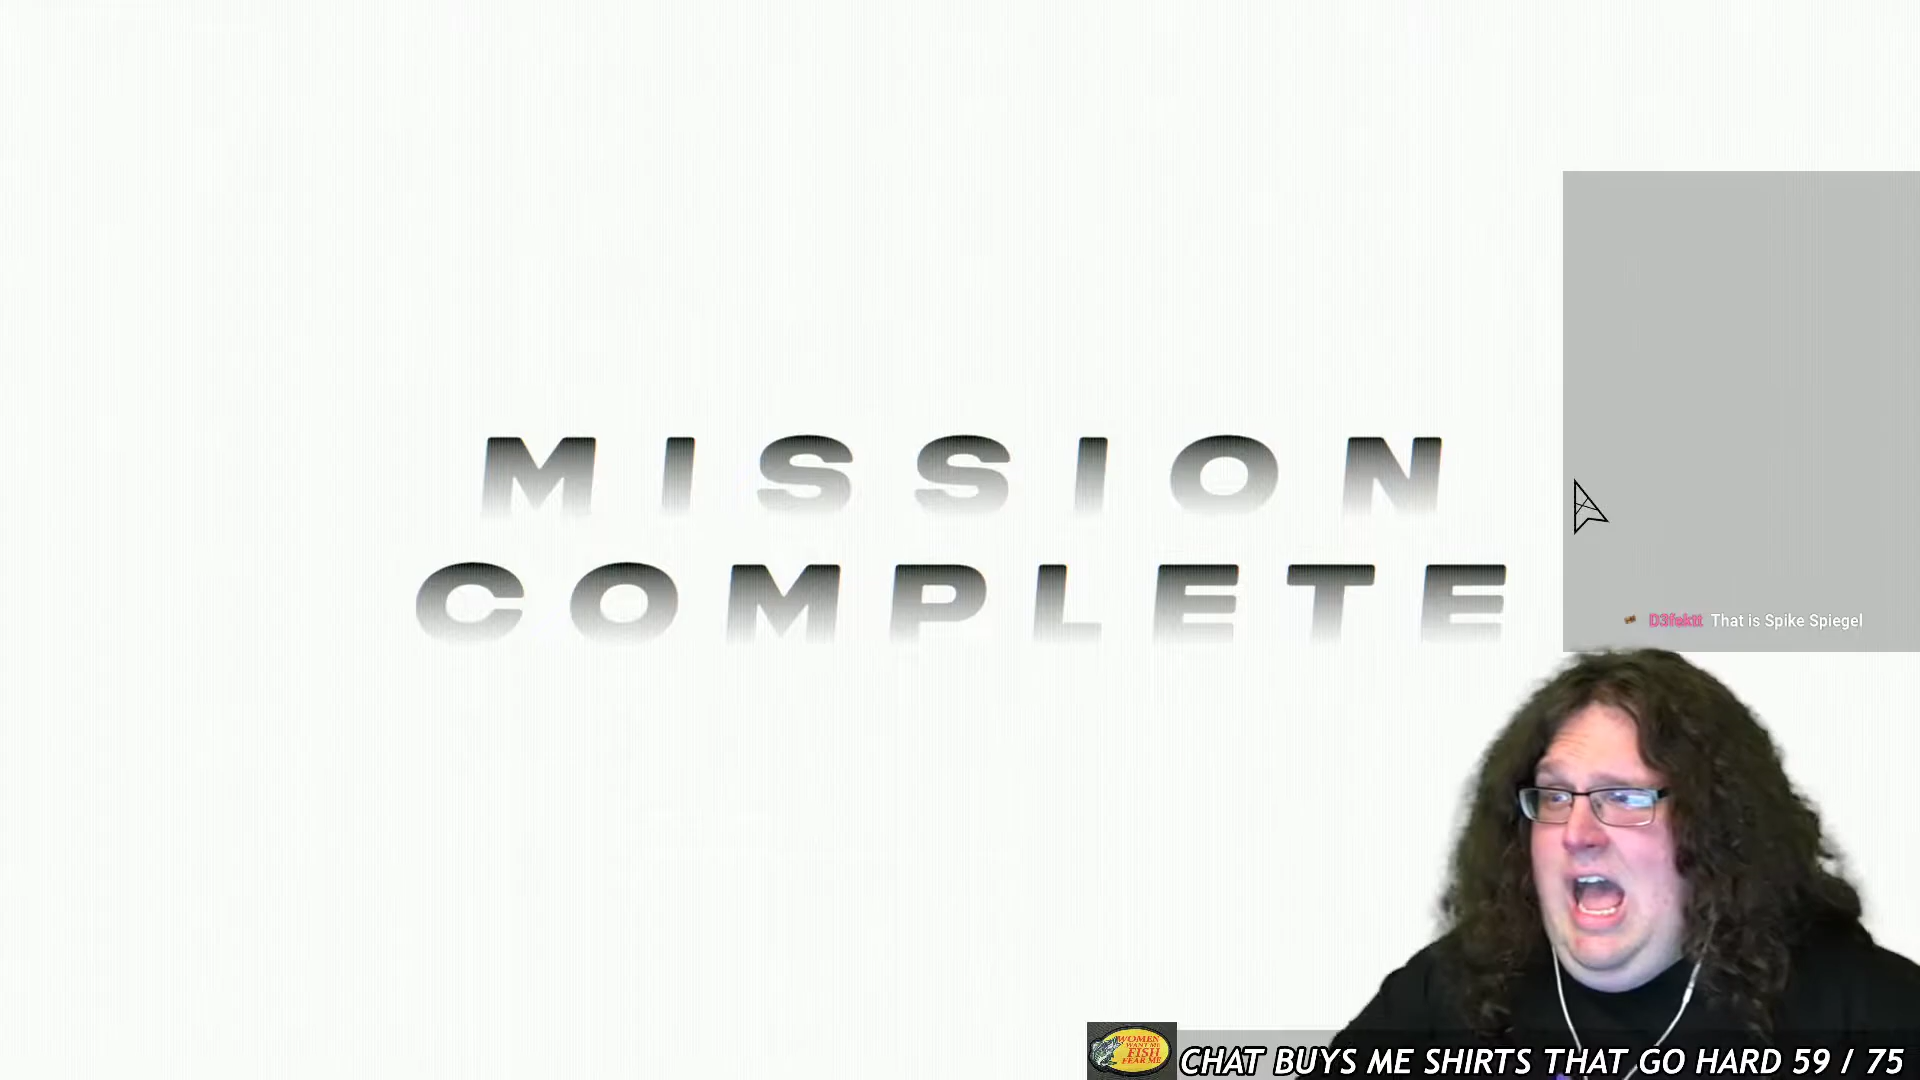 MISSION
COMPLETE
D3fektt That is Spike Spiegel
WOMEN
WANT ME
FISH
FEAR ME
CHAT BUYS ME SHIRTS THAT GO HARD 59 / 75